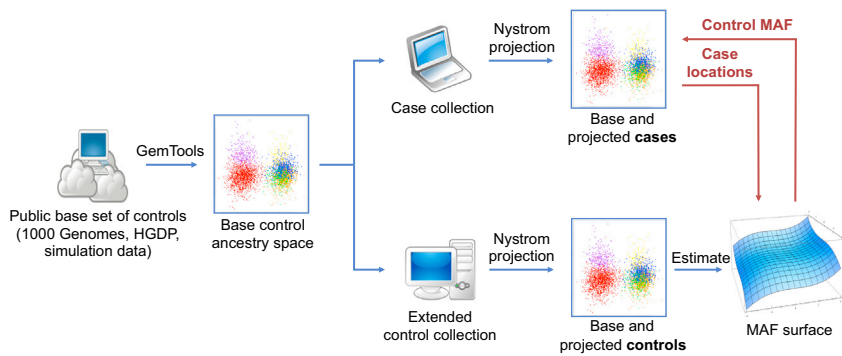 Public base set of controls
(1000 Genomes, HGDP,
simulation data)
GemTools
Base control
ancestry space
Case collection
Nystrom
projection
Base and
projected cases
Control MAF
Case
locations
Extended
control collection
Nystrom
projection
Base and
projected controls
Estimate
MAF surface